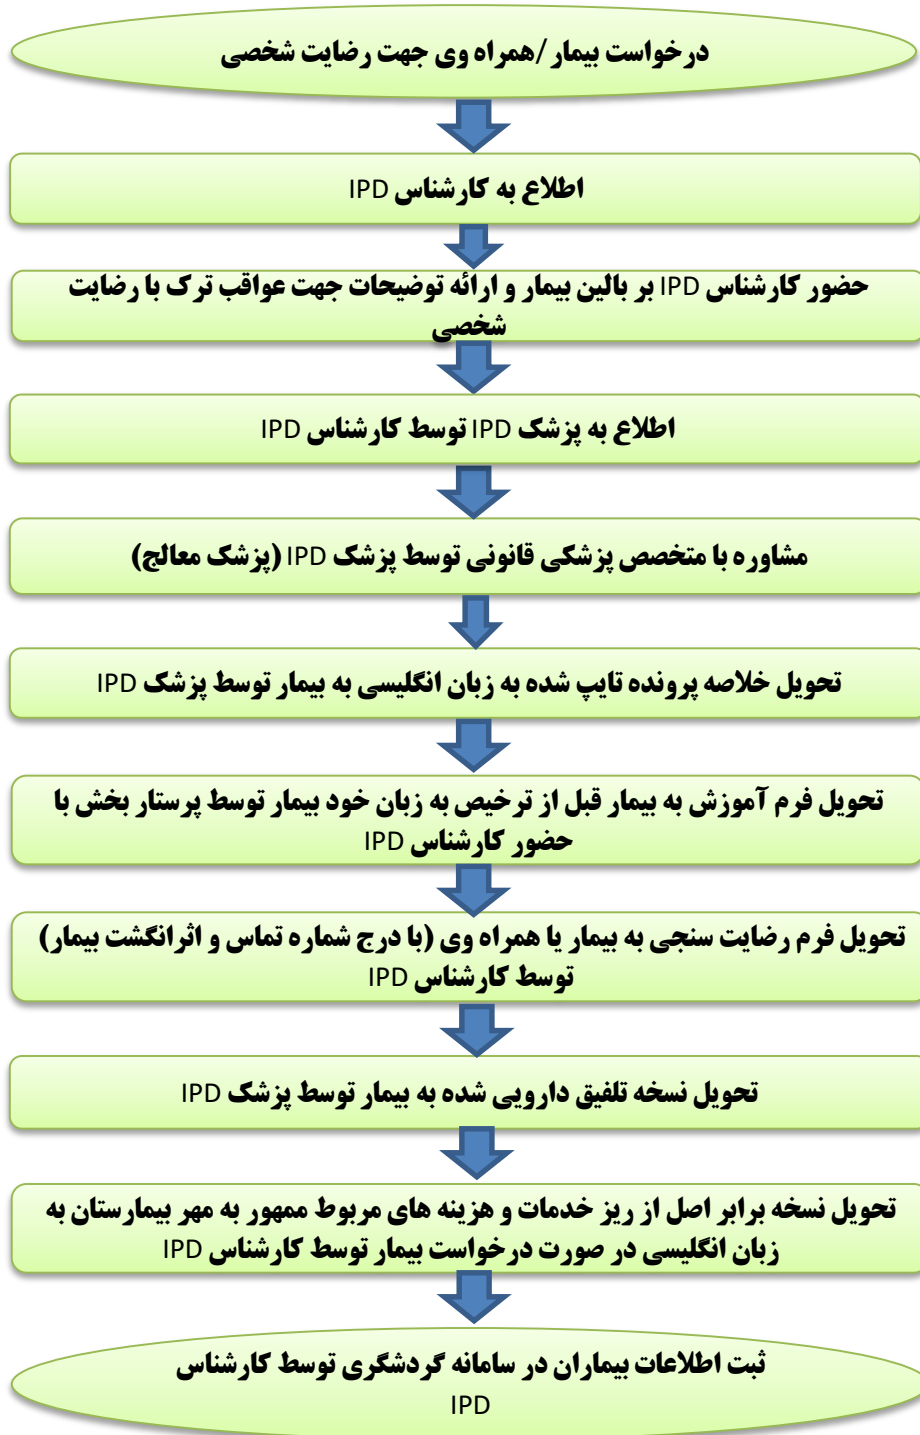 درخواست بیمار /همراه وی جهت رضایت شخصی
اطلاع به کارشناس IPD
حضور کارشناس IPD بر بالین بیمار و ارائه توضیحات جهت عواقب ترک با رضایت
شخصی
اطلاع به پزشک IPD توسط کارشناس IPD
مشاوره با متخصص پزشکی قانونی توسط پزشک IPD (پزشک معالج)
تحویل خلاصه پرونده تایپ شده به زبان انگلیسی به بیمار توسط پزشک IPD
تحویل فرم آموزش به بیمار قبل از ترخیص به زبان خود بیمار توسط پرستار بخش با
حضور کارشناس IPD
تحویل فرم رضایت سنجی به بیمار یا همراه وی (با درج شماره تماس و اثرانگشت بیمار)
توسط کارشناس IPD
تحویل نسخه تلفیق دارویی شده به بیمار توسط پزشک IPD
تحویل نسخه برابر اصل از ریز خدمات و هزینه های مربوط ممهور به مهر بیمارستان به
زبان انگلیسی در صورت درخواست بیمار توسط کارشناس IPD
ثبت اطلاعات بیماران در سامانه گردشگری توسط کارشناس
IPD